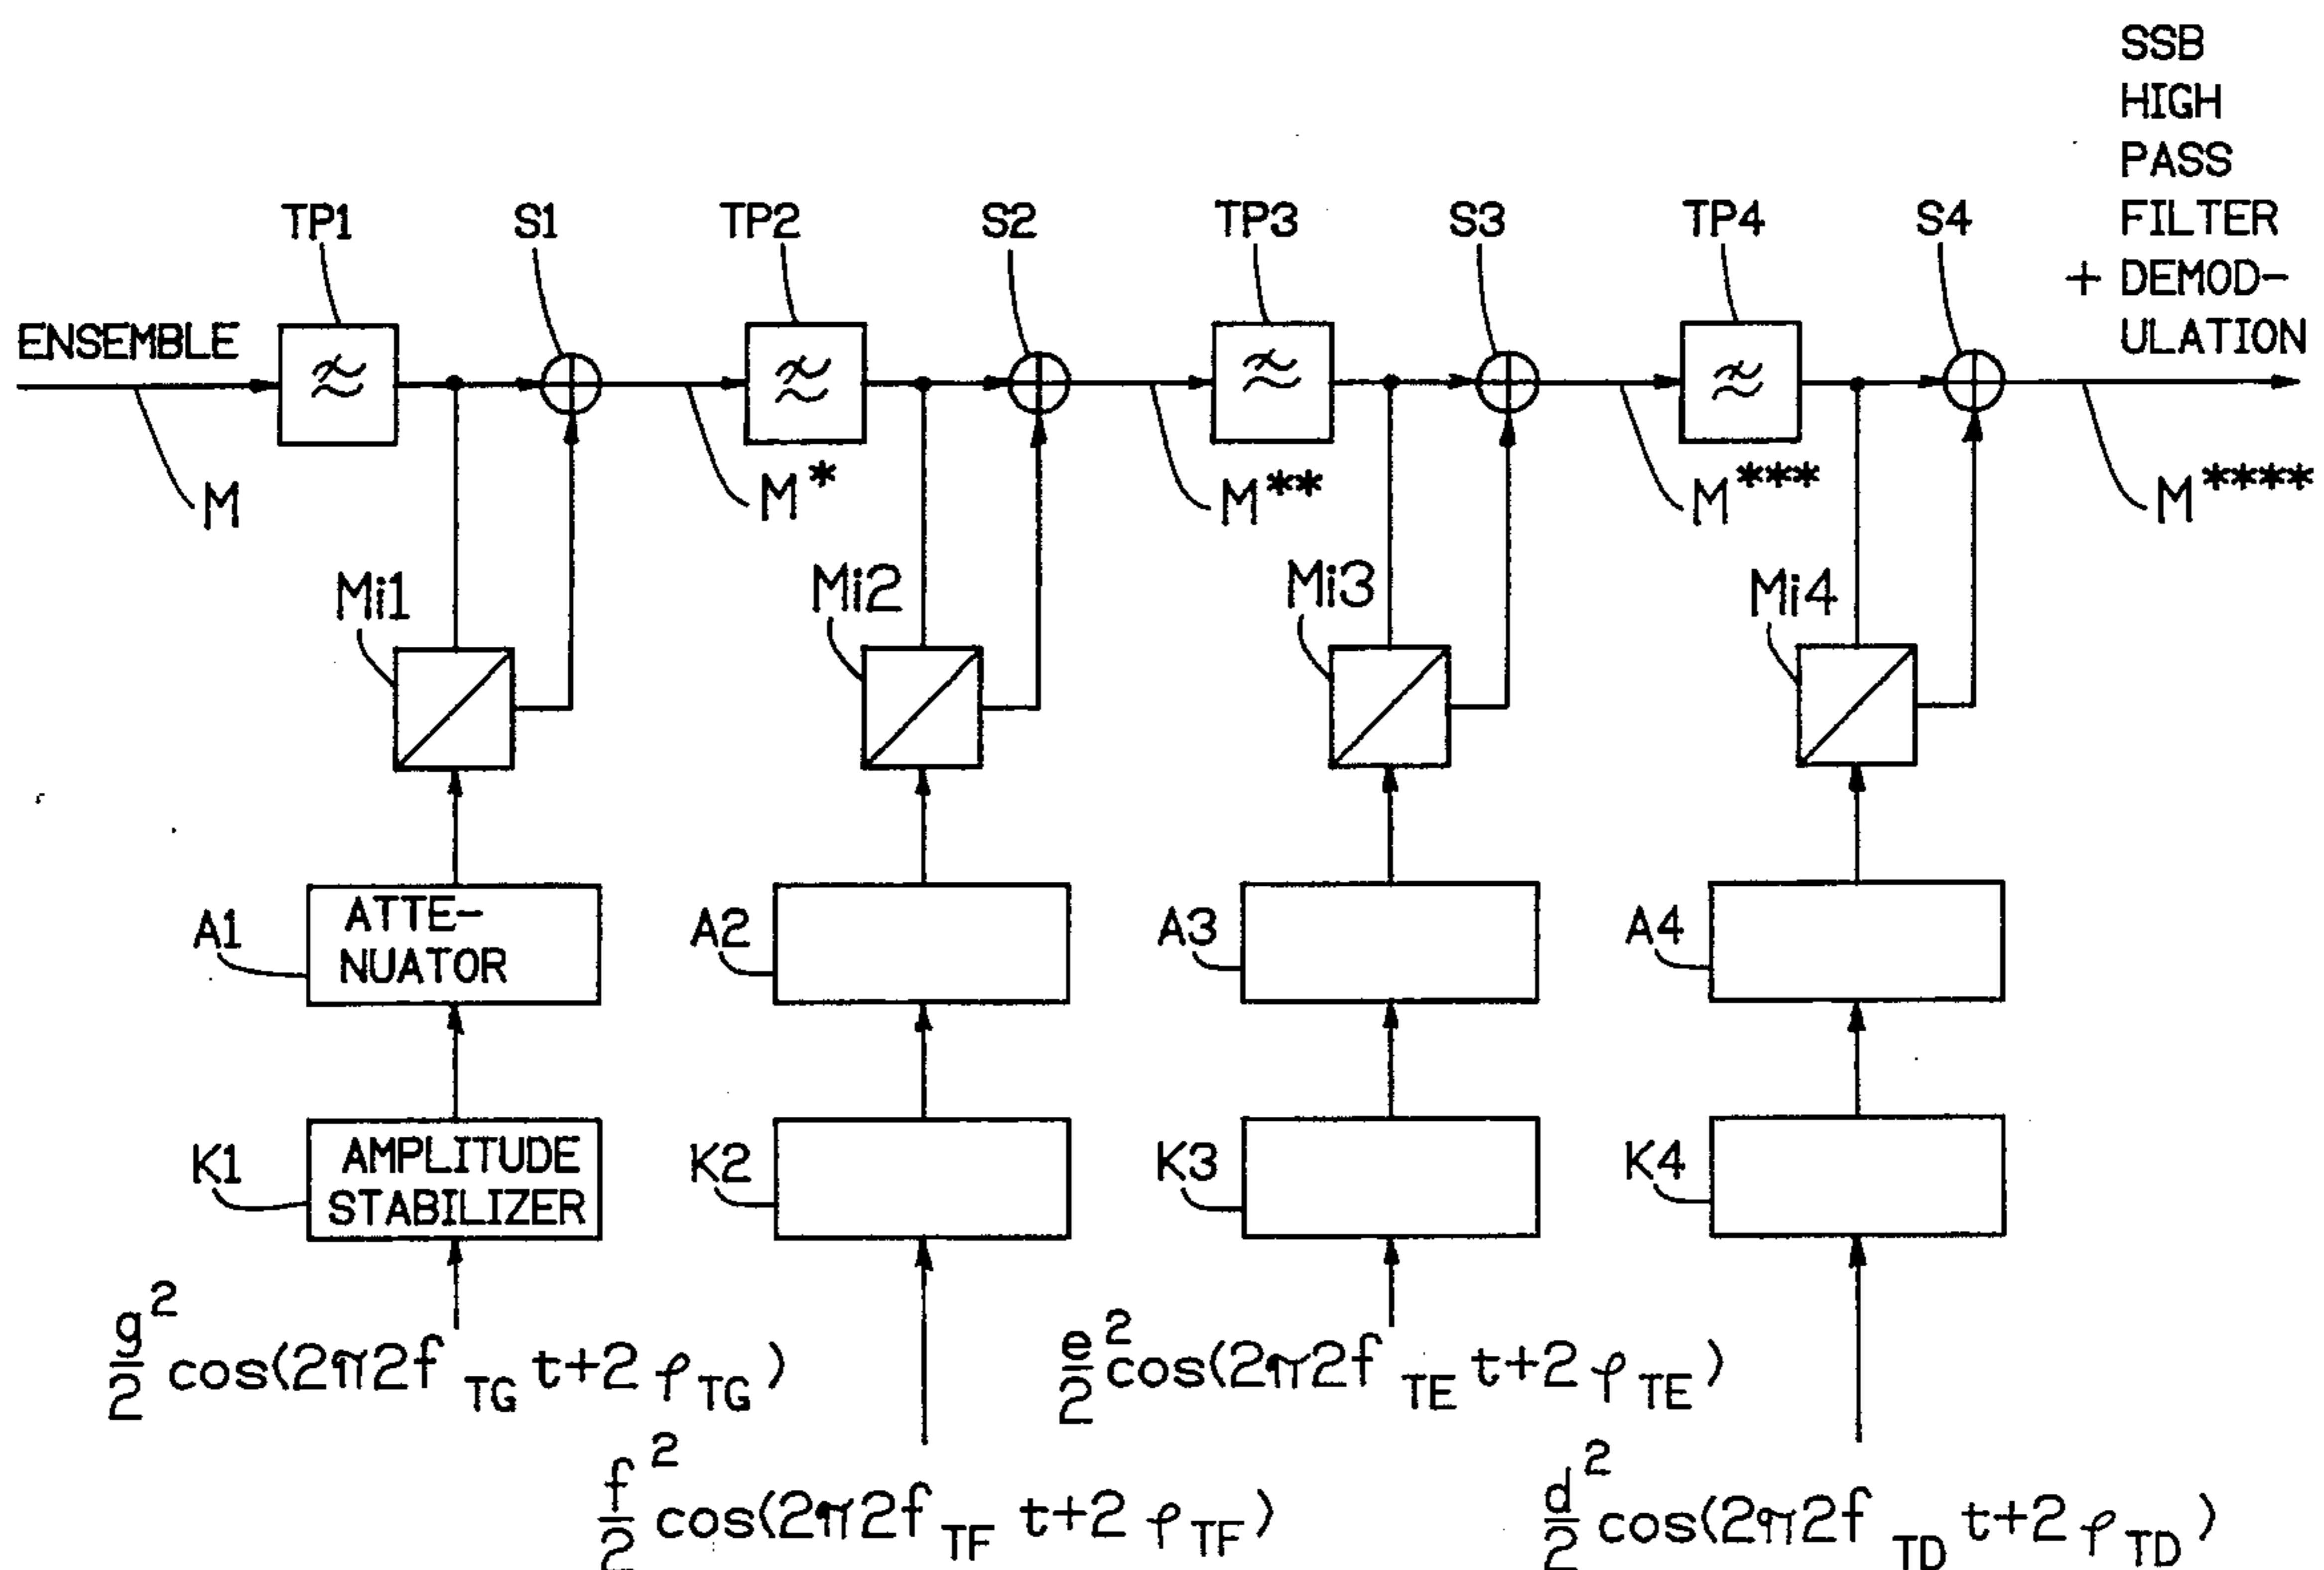 SSB
HIGH
PASS
FILTER
+ DEMOD-
ULATION
TP1 S1 TP2 S2 TP3 S3 TP4 S4
ENSEMBLE
M M* M** M*** M****
Mi1 Mi2 Mi3 Mi4
A1 ATTE-
NUATOR
A2 A3 A4
K1 AMPLITUDE
STABILIZER
K2 K3 K4
g²/2 cos(2π2f_TG t+2φ_TG)
e²/2 cos(2π2f_TE t+2φ_TE)
f²/2 cos(2π2f_TF t+2φ_TF)
d²/2 cos(2π2f_TD t+2φ_TD)